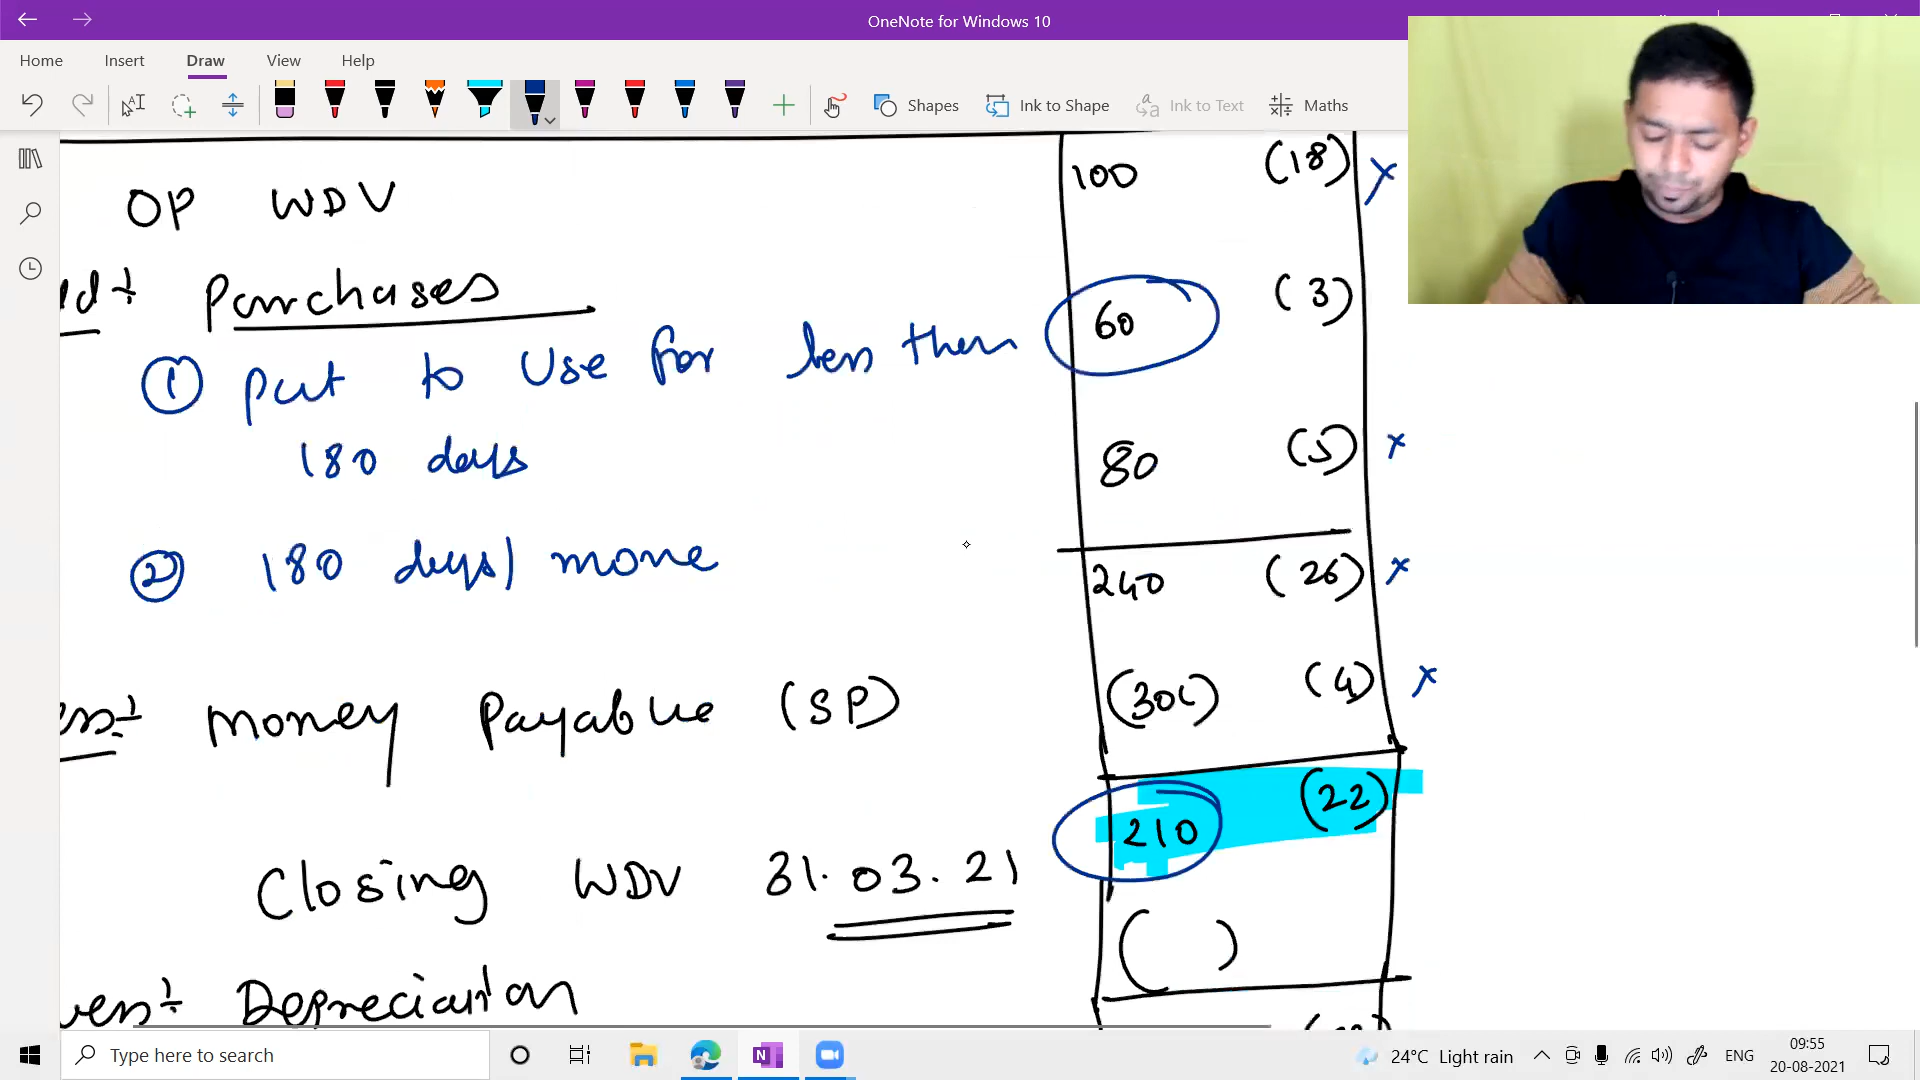 OneNote for Windows 10
Home Insert Draw View Help
Shapes Ink to Shape Ink to Text Maths
OP WDV 100 (18) x
Purchases
① put to use for less then 60 (3)
180 days 80 (5) x
② 180 days/ more 240 (26) x
Money Payable (SP) (30 (4) x
210 (22)
Closing WDV 31.03.21
( )
Depreciation
Type here to search
24°C Light rain ENG 09:55
20-08-2021